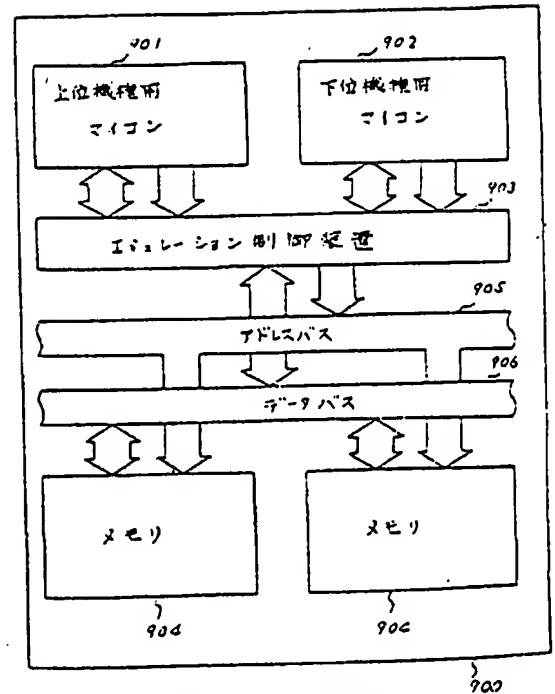 901
902
上位機種用
マイコン
下位機種用
マイコン
903
エミュレーション制御装置
905
アドレスバス
906
データバス
メモリ
メモリ
904
904
900